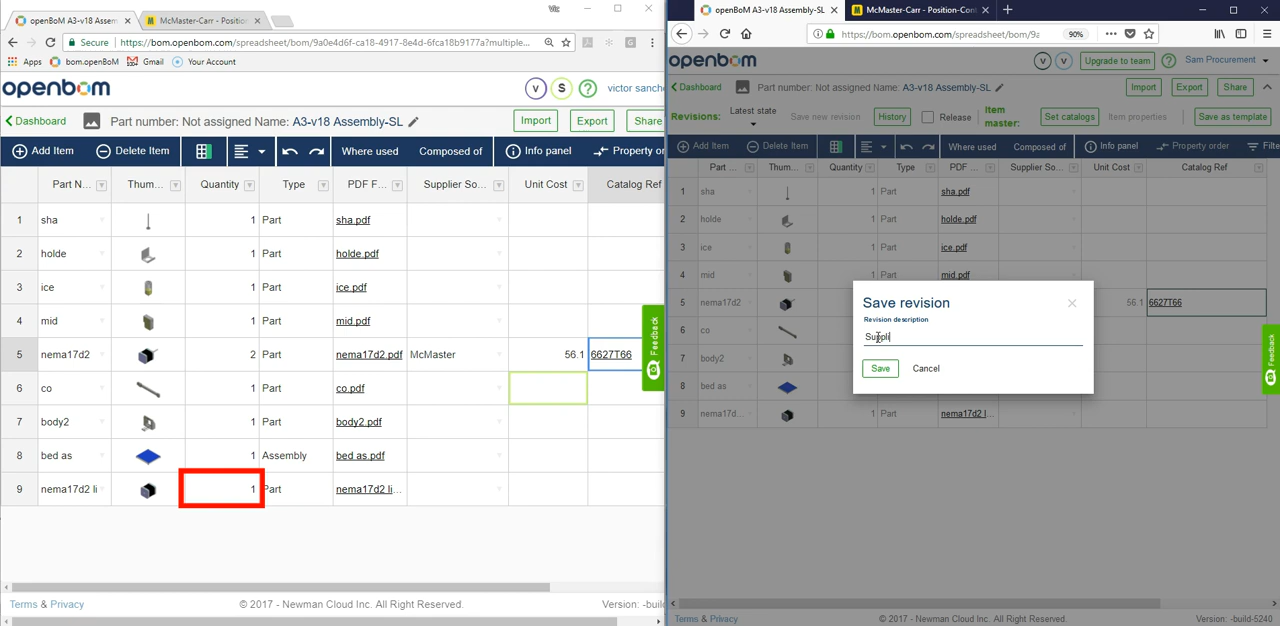 openBoM A3-v18 Assembly-SL
McMaster-Carr - Position
Vic
Secure
https://bom.openbom.com/spreadsheet/bom/9a0e4d6f-ca18-4917-8e4d-6fca18b9177a?multiple...
Apps bom.openboM Gmail Your Account
openbom
V S ? victor sanche
Dashboard Part number: Not assigned Name: A3-v18 Assembly-SL Import Export Share
Add Item Delete Item Where used Composed of Info panel Property or
Part N... Thum... Quantity Type PDF F... Supplier So... Unit Cost Catalog Ref
1 sha 1 Part sha.pdf
2 holde 1 Part holde.pdf
3 ice 1 Part ice.pdf
4 mid 1 Part mid.pdf
5 nema17d2 2 Part nema17d2.pdf McMaster 56.1 6627T66
6 co 1 Part co.pdf
7 body2 1 Part body2.pdf
8 bed as 1 Assembly bed as.pdf
9 nema17d2 li 1 Part nema17d2 li...
Feedback
Terms & Privacy © 2017 - Newman Cloud Inc. All Right Reserved. Version: -build
openBoM A3-v18 Assembly-SL
McMaster-Carr - Position-Cont
https://bom.openbom.com/spreadsheet/bom/9a
90%
openbom
V V Upgrade to team ? Sam Procurement
Dashboard Part number: Not assigned Name: A3-v18 Assembly-SL Import Export Share
Revisions: Latest state Save new revision History Release Item master: Set catalogs Item properties Save as template
Add Item Delete Item Where used Composed of Info panel Property order Filte
Part ... Thum... Quantity Type PDF ... Supplier So... Unit Cost Catalog Ref
1 sha 1 Part sha.pdf
2 holde 1 Part holde.pdf
3 ice 1 Part ice.pdf
4 mid 1 Part mid.pdf
5 nema17d2 56.1 6627T66
6 co
7 body2
8 bed as
9 nema17d... 1 Part nema17d2 l...
Save revision
Revision description
Suppli
Save Cancel
Feedback
Terms & Privacy © 2017 - Newman Cloud Inc. All Right Reserved. Version: -build-5240